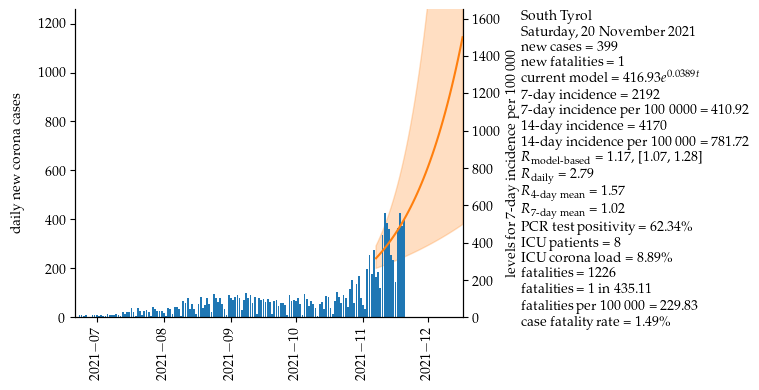 daily new corona cases
1200
1000
800
600
400
200
0
2021−07
2021−08
2021−09
2021−10
2021−11
2021−12
1600
1400
1200
1000
800
600
400
200
0
levels for 7-day incidence per 100 000
South Tyrol
Saturday, 20 November 2021
new cases = 399
new fatalities = 1
current model = 416.93e^0.0389t
7-day incidence = 2192
7-day incidence per 100 0000 = 410.92
14-day incidence = 4170
14-day incidence per 100 000 = 781.72
R_model-based = 1.17, [1.07, 1.28]
R_daily = 2.79
R_4-day mean = 1.57
R_7-day mean = 1.02
PCR test positivity = 62.34%
ICU patients = 8
ICU corona load = 8.89%
fatalities = 1226
fatalities = 1 in 435.11
fatalities per 100 000 = 229.83
case fatality rate = 1.49%